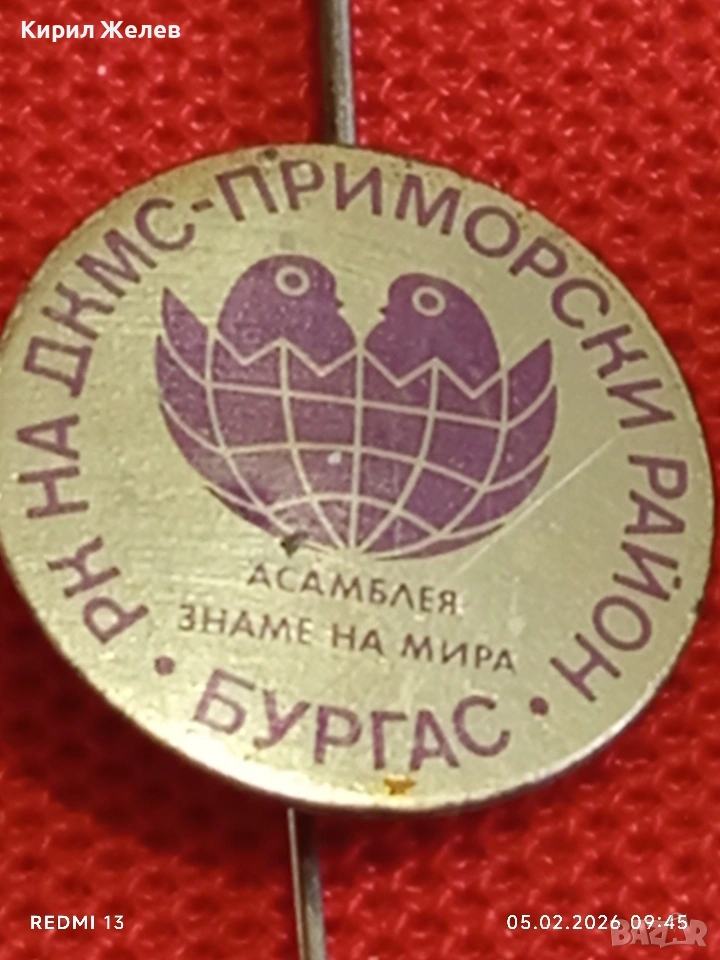 Кирил Желев
РК НА ДКМС-ПРИМОРСКИ РАЙОН
АСАМБЛЕЯ
ЗНАМЕ НА МИРА
• БУРГАС •
REDMI 13
05.02.2026 09:45
BAZAR